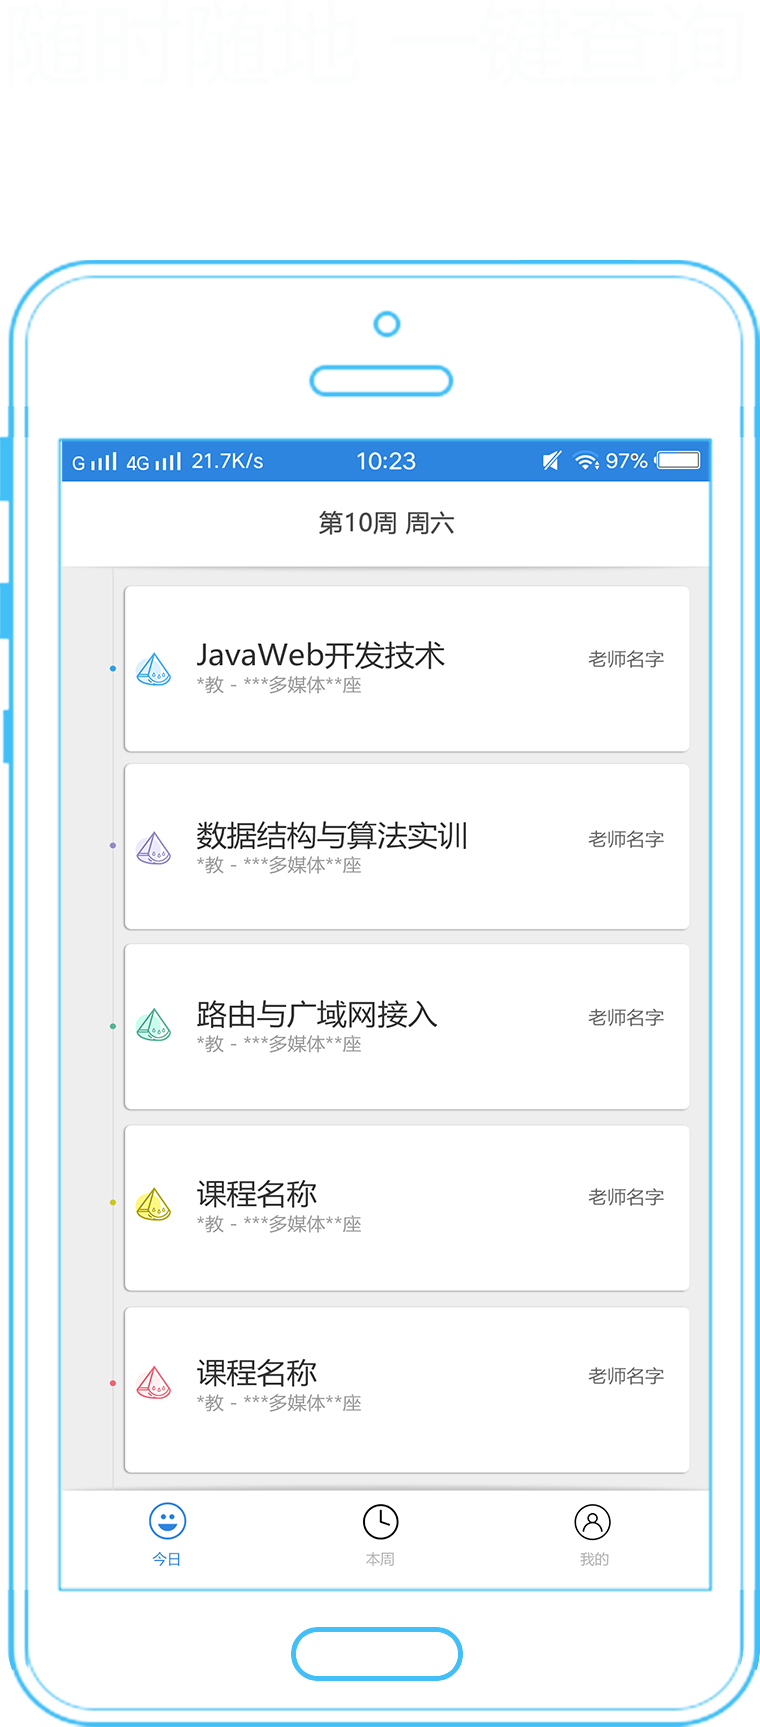 随时随地 一键查询
G 4G 21.7K/s 10:23 97%
第10周 周六
JavaWeb开发技术
老师名字
*教 - ***多媒体**座
数据结构与算法实训
老师名字
*教 - ***多媒体**座
路由与广域网接入
老师名字
*教 - ***多媒体**座
课程名称
老师名字
*教 - ***多媒体**座
课程名称
老师名字
*教 - ***多媒体**座
今日 本周 我的